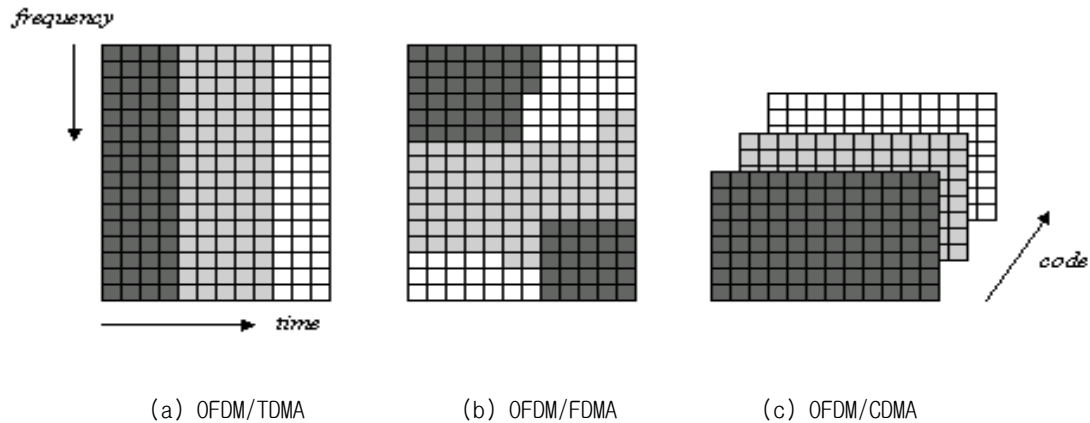 frequency
time
code
(a) OFDM/TDMA
(b) OFDM/FDMA
(c) OFDM/CDMA